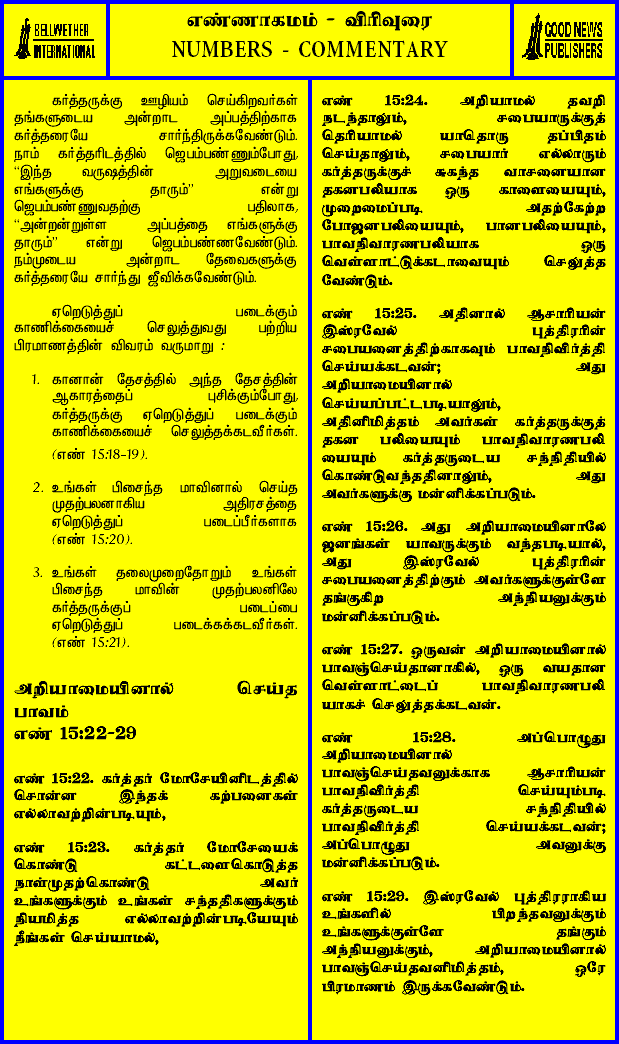 BELLWETHER
INTERNATIONAL
எண்ணாகமம் - விரிவுரை
NUMBERS - COMMENTARY
GOOD NEWS
PUBLISHERS
கர்த்தருக்கு ஊழியம் செய்கிறவர்கள்
தங்களுடைய அன்றாட அப்பத்திற்காக
கர்த்தரையே சார்ந்திருக்கவேண்டும்.
நாம் கர்த்தரிடத்தில் ஜெபம்பண்ணும்போது,
“இந்த வருஷத்தின் அறுவடையை
எங்களுக்கு தாரும்” என்று
ஜெபம்பண்ணுவதற்கு பதிலாக,
“அன்றன்றுள்ள அப்பத்தை எங்களுக்கு
தாரும்” என்று ஜெபம்பண்ணவேண்டும்.
நம்முடைய அன்றாட தேவைகளுக்கு
கர்த்தரையே சார்ந்து ஜீவிக்கவேண்டும்.
ஏறெடுத்துப் படைக்கும்
காணிக்கையைச் செலுத்துவது பற்றிய
பிரமாணத்தின் விவரம் வருமாறு :
1. கானான் தேசத்தில் அந்த தேசத்தின்
ஆகாரத்தைப் புசிக்கும்போது,
கர்த்தருக்கு ஏறெடுத்துப் படைக்கும்
காணிக்கையைச் செலுத்தக்கடவீர்கள்.
(எண் 15:18-19).
2. உங்கள் பிசைந்த மாவினால் செய்த
முதற்பலனாகிய அதிரசத்தை
ஏறெடுத்துப் படைப்பீர்களாக
(எண் 15:20).
3. உங்கள் தலைமுறைதோறும் உங்கள்
பிசைந்த மாவின் முதற்பலனிலே
கர்த்தருக்குப் படைப்பை
ஏறெடுத்துப் படைக்கக்கடவீர்கள்.
(எண் 15:21).
அறியாமையினால் செய்த
பாவம்
எண் 15:22-29
எண் 15:22. கர்த்தர் மோசேயினிடத்தில்
சொன்ன இந்தக் கற்பனைகள்
எல்லாவற்றின்படியும்,
எண் 15:23. கர்த்தர் மோசேயைக்
கொண்டு கட்டளைகொடுத்த
நாள்முதற்கொண்டு அவர்
உங்களுக்கும் உங்கள் சந்ததிகளுக்கும்
நியமித்த எல்லாவற்றின்படியேயும்
நீங்கள் செய்யாமல்,
எண் 15:24. அறியாமல் தவறி
நடந்தாலும், சபையாருக்குத்
தெரியாமல் யாதொரு தப்பிதம்
செய்தாலும், சபையார் எல்லாரும்
கர்த்தருக்குச் சுகந்த வாசனையான
தகனபலியாக ஒரு காளையையும்,
முறைமைப்படி அதற்கேற்ற
போஜனபலியையும், பானபலியையும்,
பாவநிவாரணபலியாக ஒரு
வெள்ளாட்டுக்கடாவையும் செலுத்த
வேண்டும்.
எண் 15:25. அதினால் ஆசாரியன்
இஸ்ரவேல் புத்திரரின்
சபையனைத்திற்காகவும் பாவநிவிர்த்தி
செய்யக்கடவன்; அது
அறியாமையினால்
செய்யப்பட்டபடியாலும்,
அதினிமித்தம் அவர்கள் கர்த்தருக்குத்
தகன பலியையும் பாவநிவாரணபலி
யையும் கர்த்தருடைய சந்நிதியில்
கொண்டுவந்ததினாலும், அது
அவர்களுக்கு மன்னிக்கப்படும்.
எண் 15:26. அது அறியாமையினாலே
ஜனங்கள் யாவருக்கும் வந்தபடியால்,
அது இஸ்ரவேல் புத்திரரின்
சபையனைத்திற்கும் அவர்களுக்குள்ளே
தங்குகிற அந்நியனுக்கும்
மன்னிக்கப்படும்.
எண் 15:27. ஒருவன் அறியாமையினால்
பாவஞ்செய்தானாகில், ஒரு வயதான
வெள்ளாட்டைப் பாவநிவாரணபலி
யாகச் செலுத்தக்கடவன்.
எண் 15:28. அப்பொழுது
அறியாமையினால்
பாவஞ்செய்தவனுக்காக ஆசாரியன்
பாவநிவிர்த்தி செய்யும்படி
கர்த்தருடைய சந்நிதியில்
பாவநிவிர்த்தி செய்யக்கடவன்;
அப்பொழுது அவனுக்கு
மன்னிக்கப்படும்.
எண் 15:29. இஸ்ரவேல் புத்திரராகிய
உங்களில் பிறந்தவனுக்கும்
உங்களுக்குள்ளே தங்கும்
அந்நியனுக்கும், அறியாமையினால்
பாவஞ்செய்தவனிமித்தம், ஒரே
பிரமாணம் இருக்கவேண்டும்.